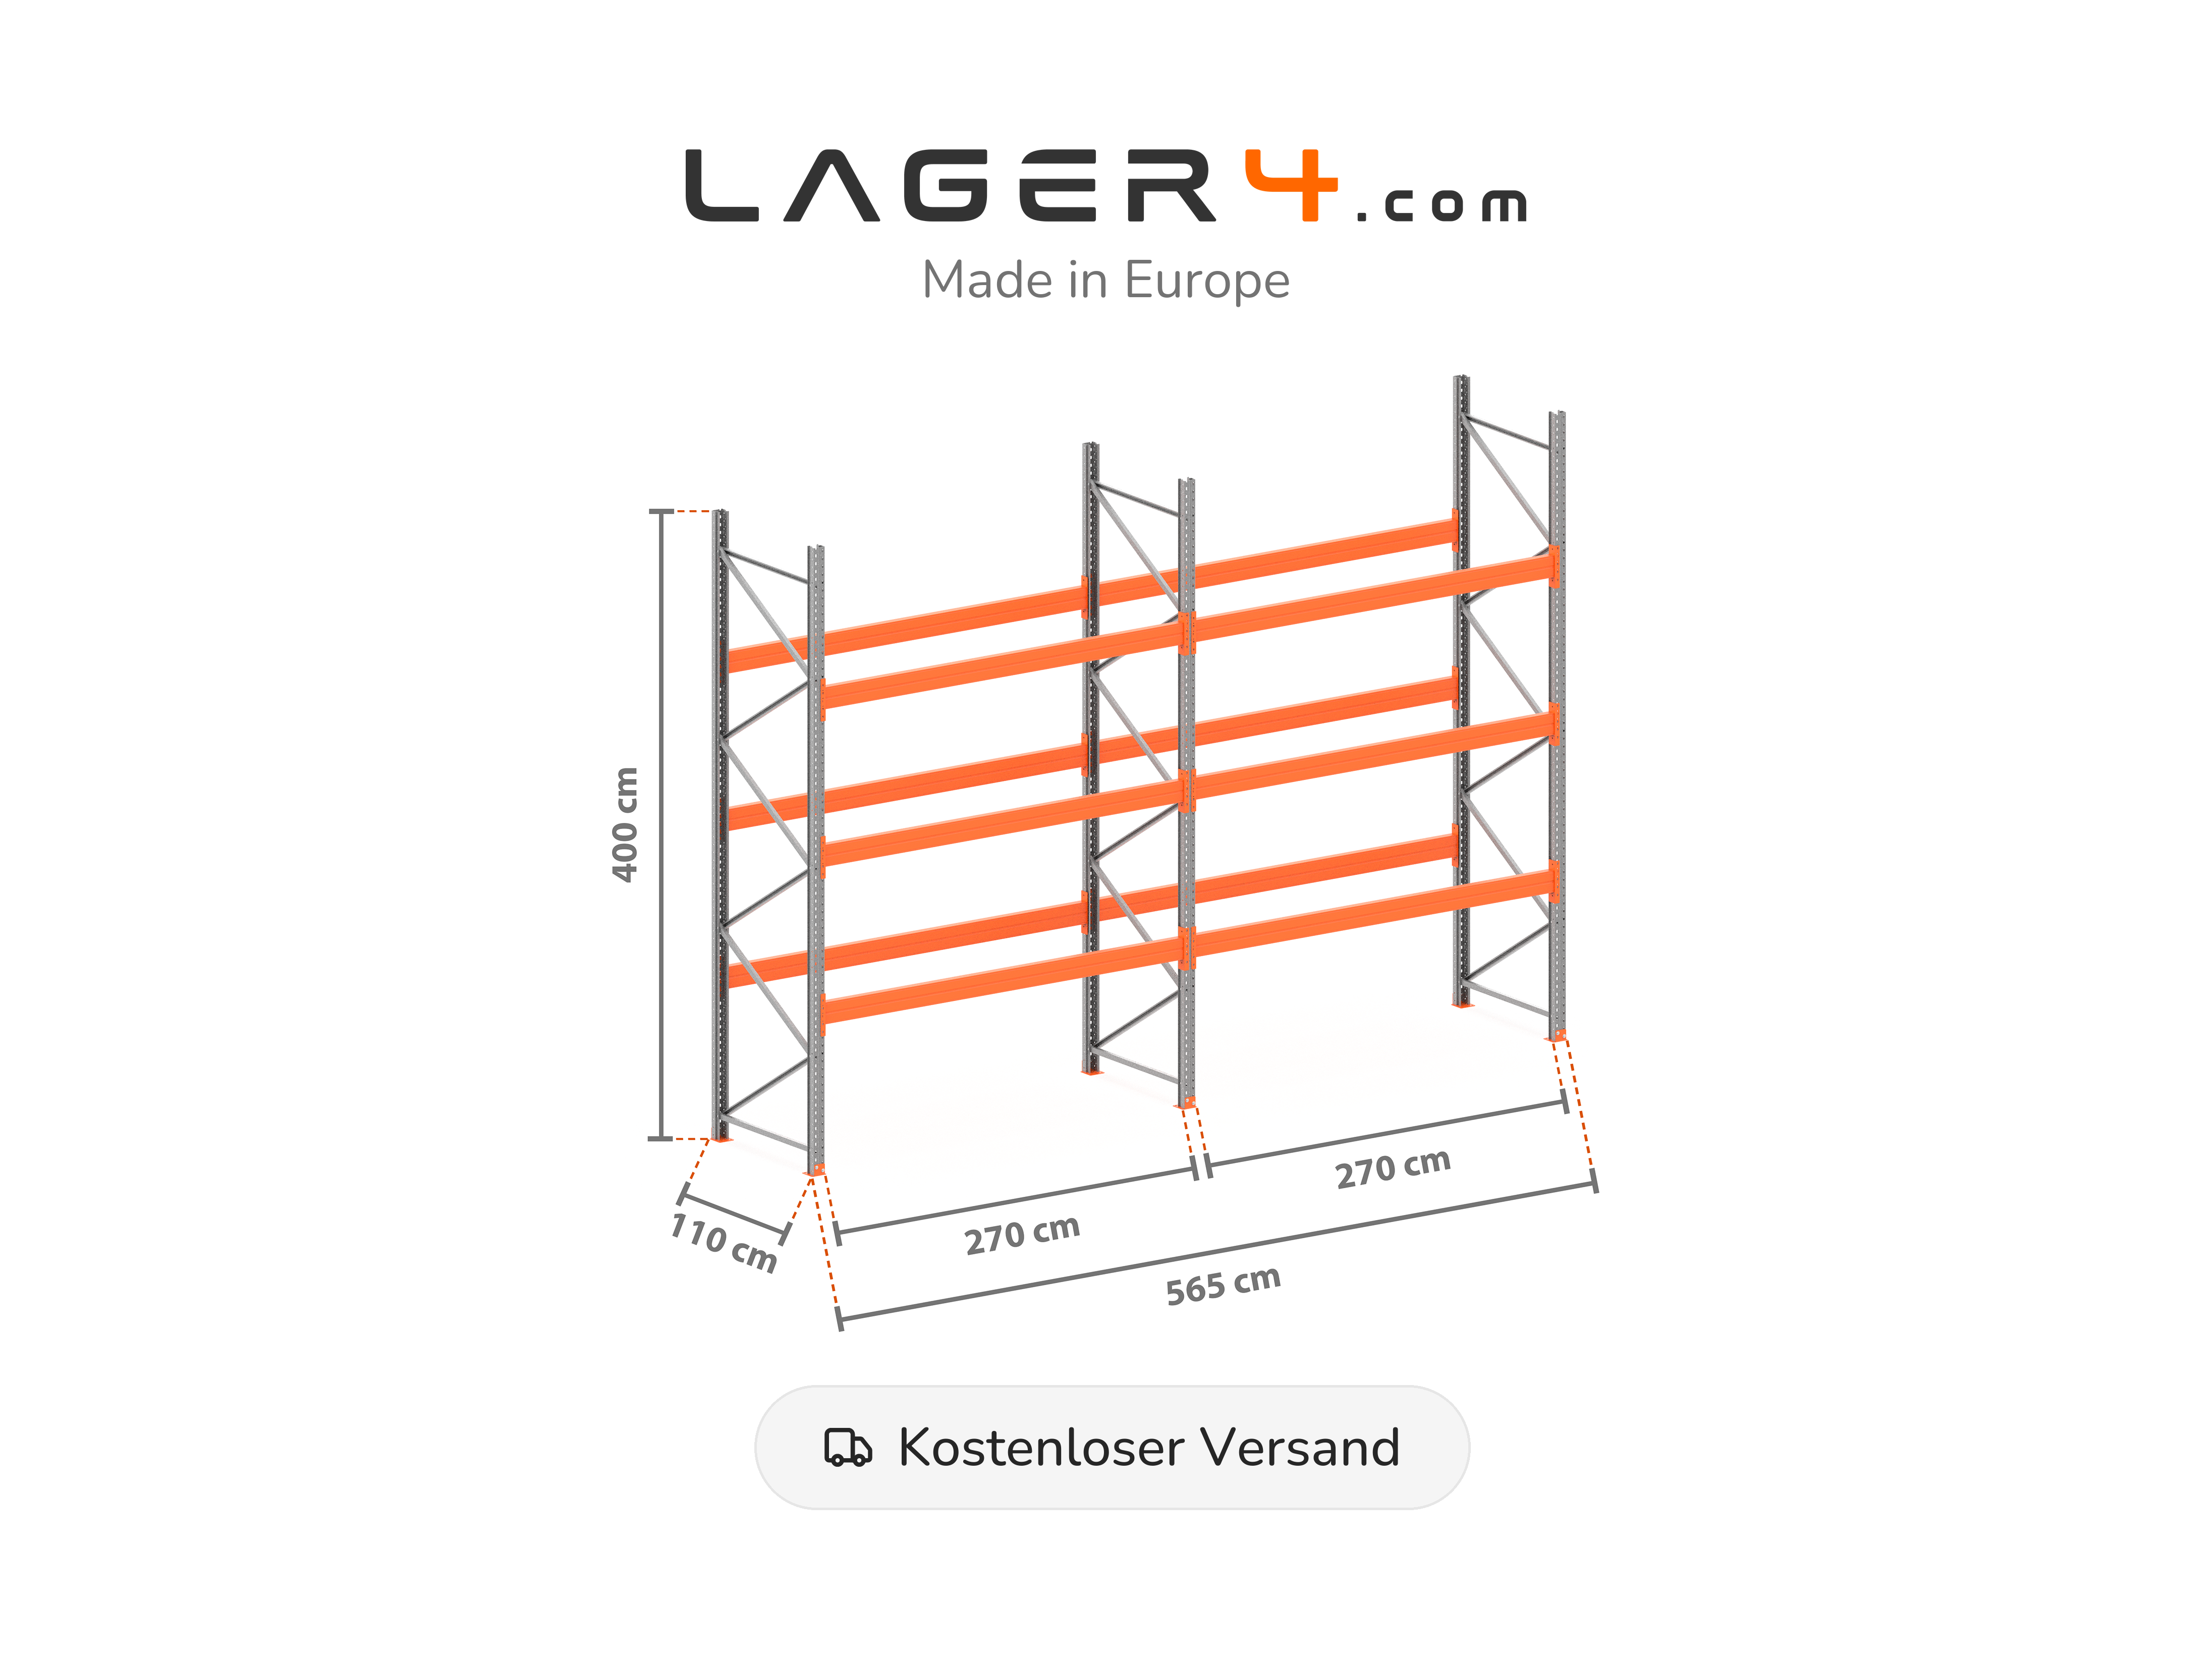 LAGER4.com
Made in Europe
400 cm
110 cm
270 cm
270 cm
565 cm
Kostenloser Versand